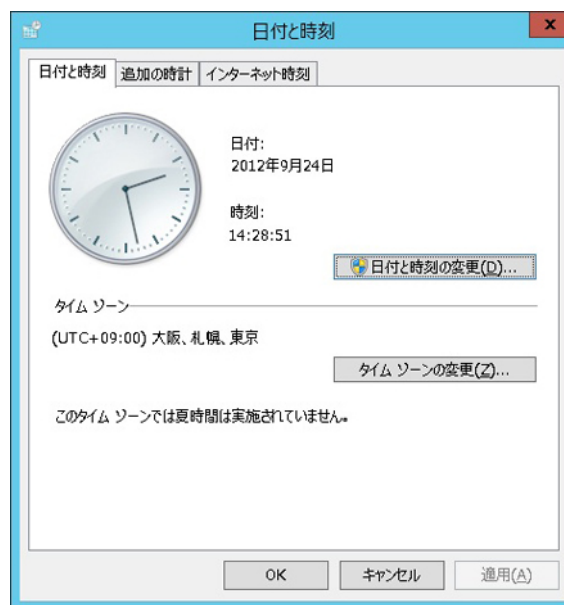 日付と時刻
x
日付と時刻 追加の時計 インターネット時刻
日付:
2012年9月24日
時刻:
14:28:51
日付と時刻の変更(D)...
タイム ゾーン
(UTC+09:00) 大阪、札幌、東京
タイム ゾーンの変更(Z)...
このタイム ゾーンでは夏時間は実施されていません。
OK キャンセル 適用(A)